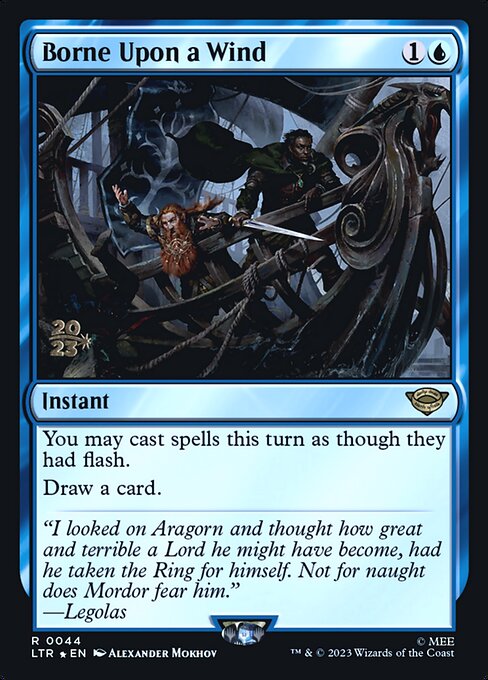 Borne Upon a Wind 1
20
23
Instant
You may cast spells this turn as though they
had flash.
Draw a card.
“I looked on Aragorn and thought how great
and terrible a Lord he might have become, had
he taken the Ring for himself. Not for naught
does Mordor fear him.”
—Legolas
R 0044
LTR ★ EN Alexander Mokhov
© MEE
™ & © 2023 Wizards of the Coast